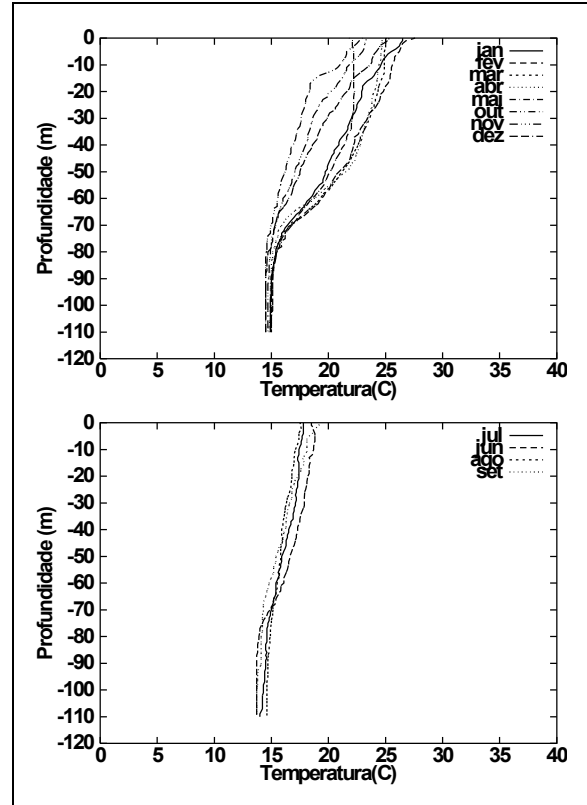 0
-10
-20
-30
-40
-50
-60
-70
-80
-90
-100
-110
-120
Profundidade (m)
jan
fev
mar
abr
mai
out
nov
dez
0 5 10 15 20 25 30 35 40
Temperatura(C)
0
-10
-20
-30
-40
-50
-60
-70
-80
-90
-100
-110
-120
Profundidade (m)
jul
jun
ago
set
0 5 10 15 20 25 30 35 40
Temperatura(C)